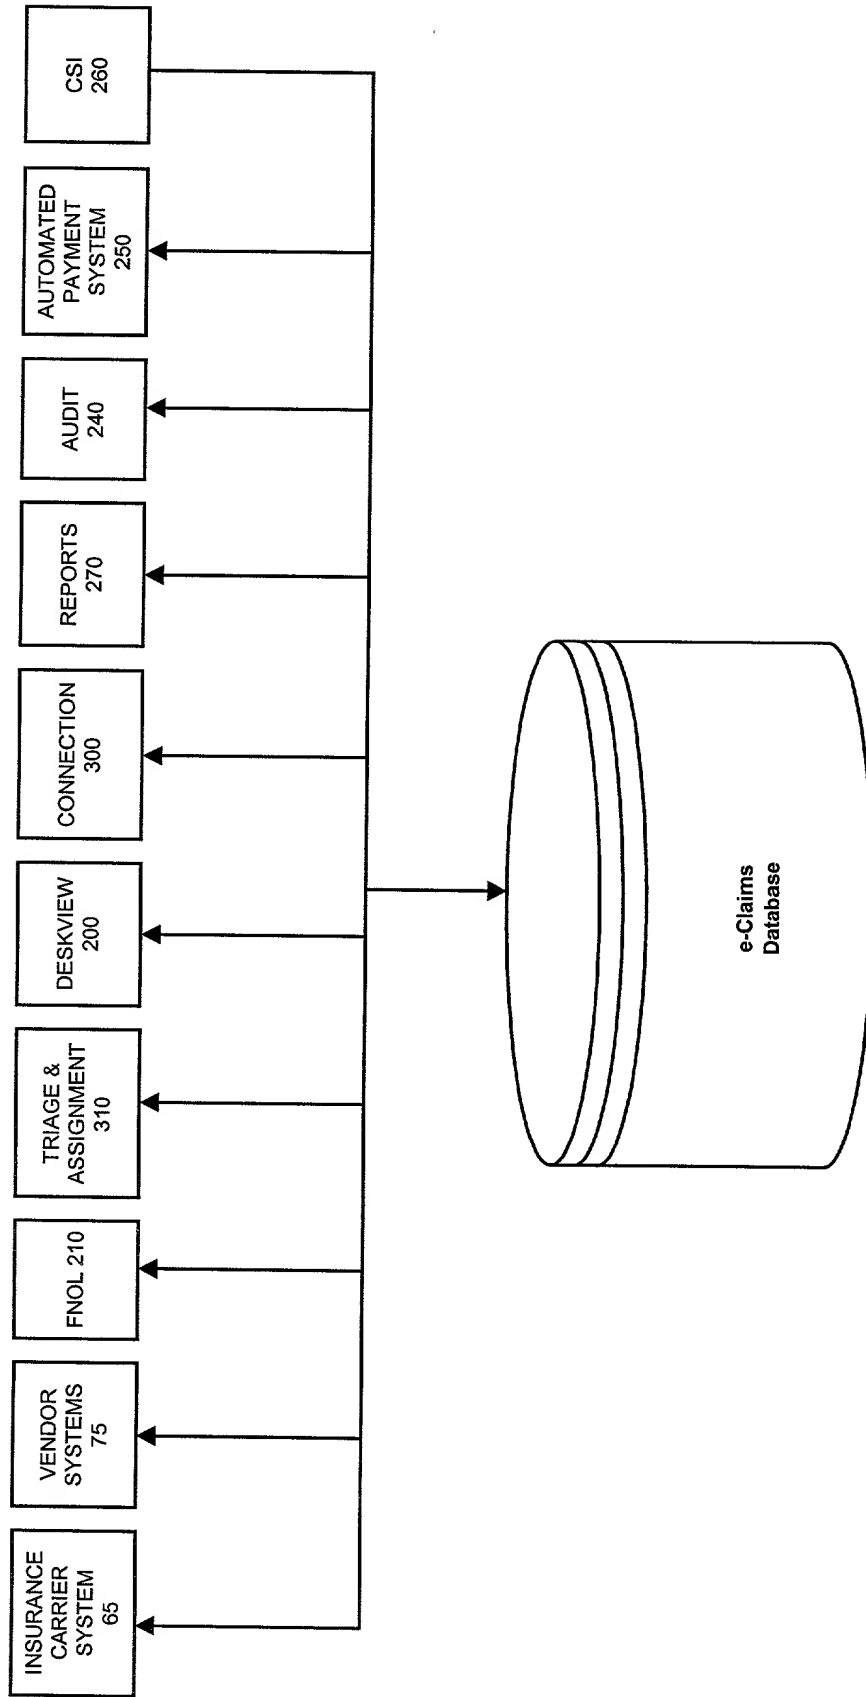 INSURANCE
CARRIER
SYSTEM
65
VENDOR
SYSTEMS
75
FNOL 210
TRIAGE &
ASSIGNMENT
310
DESKVIEW
200
CONNECTION
300
REPORTS
270
AUDIT
240
AUTOMATED
PAYMENT
SYSTEM
250
CSI
260
e-Claims
Database